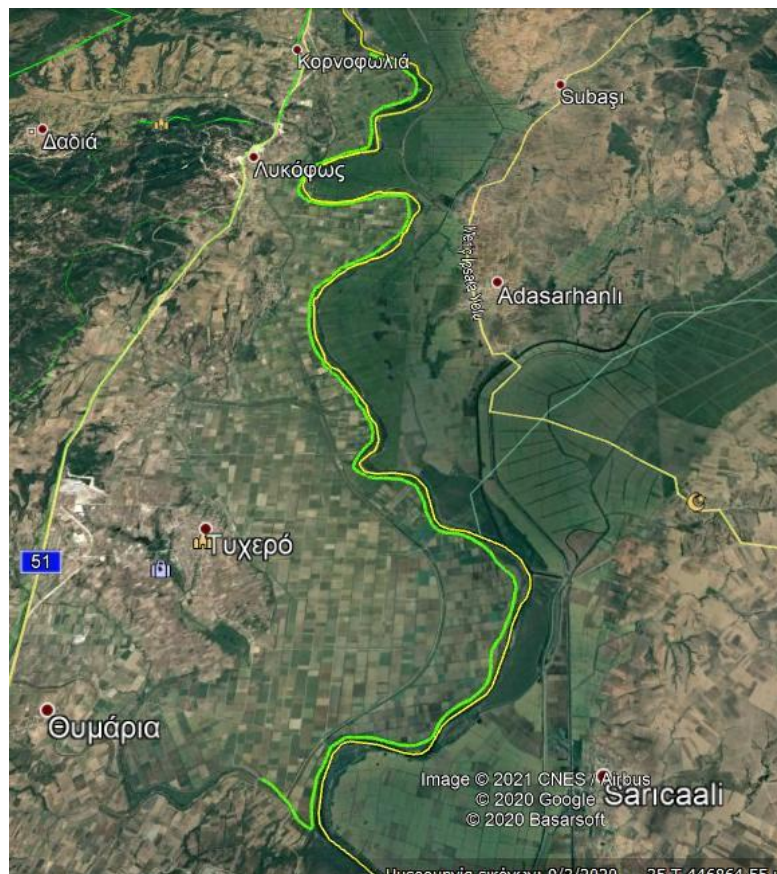 Κορνοφωλιά
Subaşı
Δαδιά
Λυκόφως
Adasarhanlı
Τυχερό
51
Θυμάρια
Image © 2021 CNES / Airbus
© 2020 Google
© 2020 Basarsoft
Sarıcaali